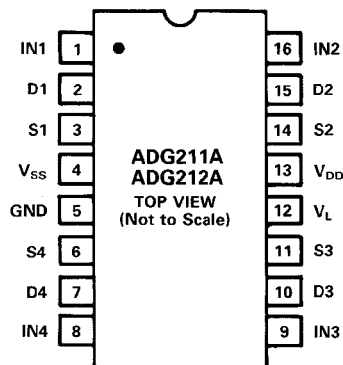 IN1 1 16 IN2
D1 2 15 D2
S1 3 14 S2
VSS 4 13 VDD
GND 5 12 VL
S4 6 11 S3
D4 7 10 D3
IN4 8 9 IN3
ADG211A
ADG212A
TOP VIEW
(Not to Scale)